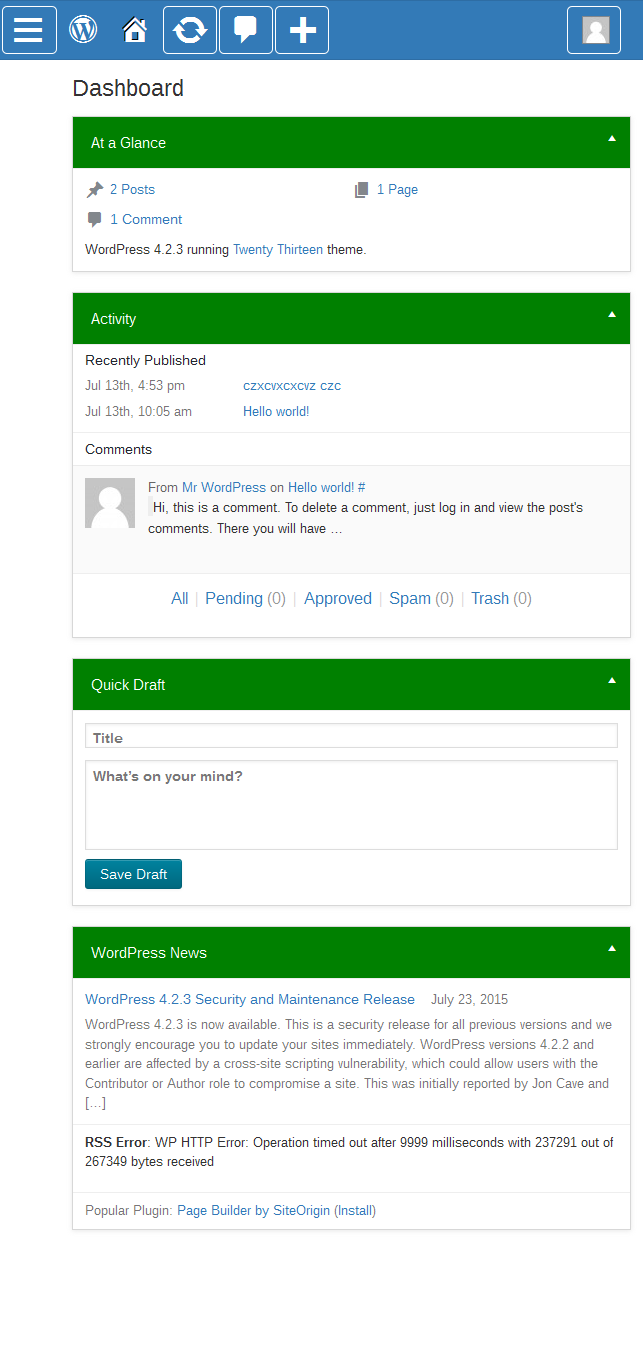 Dashboard
At a Glance
2 Posts
1 Page
1 Comment
WordPress 4.2.3 running Twenty Thirteen theme.
Activity
Recently Published
Jul 13th, 4:53 pm
czxcvxcxcvz czc
Jul 13th, 10:05 am
Hello world!
Comments
From Mr WordPress on Hello world! #
Hi, this is a comment. To delete a comment, just log in and view the post's
comments. There you will have …
All | Pending (0) | Approved | Spam (0) | Trash (0)
Quick Draft
Title
What's on your mind?
Save Draft
WordPress News
WordPress 4.2.3 Security and Maintenance Release July 23, 2015
WordPress 4.2.3 is now available. This is a security release for all previous versions and we
strongly encourage you to update your sites immediately. WordPress versions 4.2.2 and
earlier are affected by a cross-site scripting vulnerability, which could allow users with the
Contributor or Author role to compromise a site. This was initially reported by Jon Cave and
[…]
RSS Error: WP HTTP Error: Operation timed out after 9999 milliseconds with 237291 out of
267349 bytes received
Popular Plugin: Page Builder by SiteOrigin (Install)